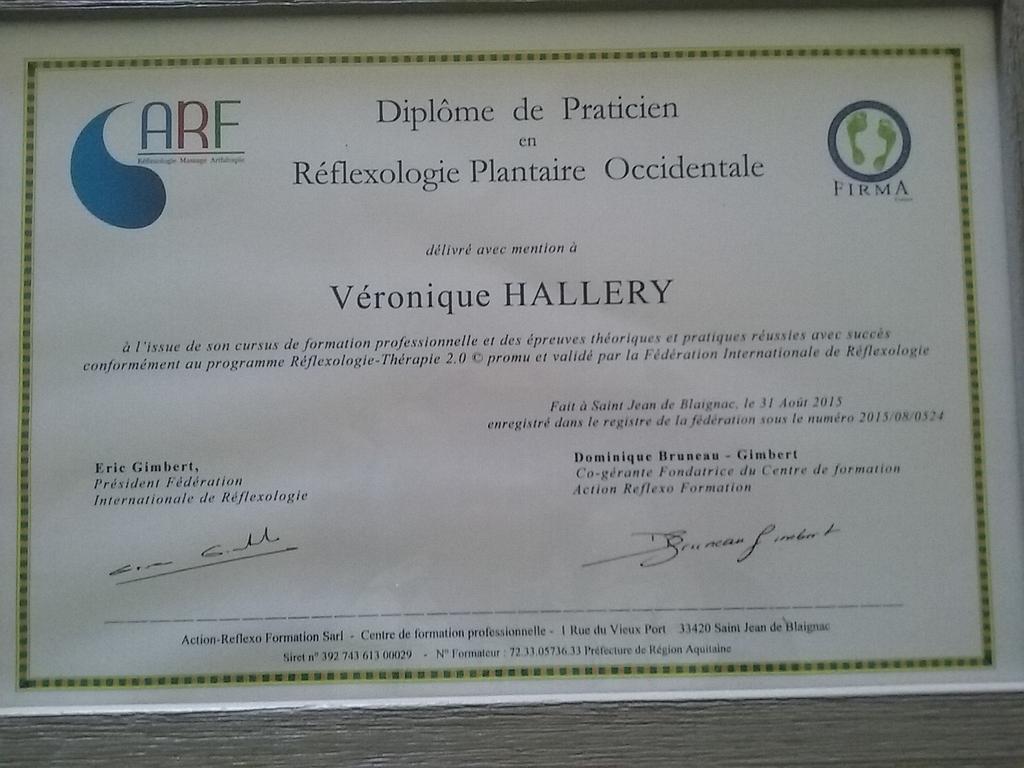 ARF
Réflexologie Massage Artthérapie
Diplôme de Praticien
en
Réflexologie Plantaire Occidentale
FIRMA
délivré avec mention à
Véronique HALLERY
à l'issue de son cursus de formation professionnelle et des épreuves théoriques et pratiques réussies avec succès
conformément au programme Réflexologie-Thérapie 2.0 © promu et validé par la Fédération Internationale de Réflexologie
Fait à Saint Jean de Blaignac, le 31 Août 2015
enregistré dans le registre de la fédération sous le numéro 2015/08/0524
Eric Gimbert,
Président Fédération
Internationale de Réflexologie
Dominique Bruneau - Gimbert
Co-gérante Fondatrice du Centre de formation
Action Reflexo Formation
DBruneau Gimbert
Action-Reflexo Formation Sarl - Centre de formation professionnelle - 1 Rue du Vieux Port 33420 Saint Jean de Blaignac
Siret n° 392 743 613 00029 - N° Formateur : 72.33.05736.33 Préfecture de Région Aquitaine